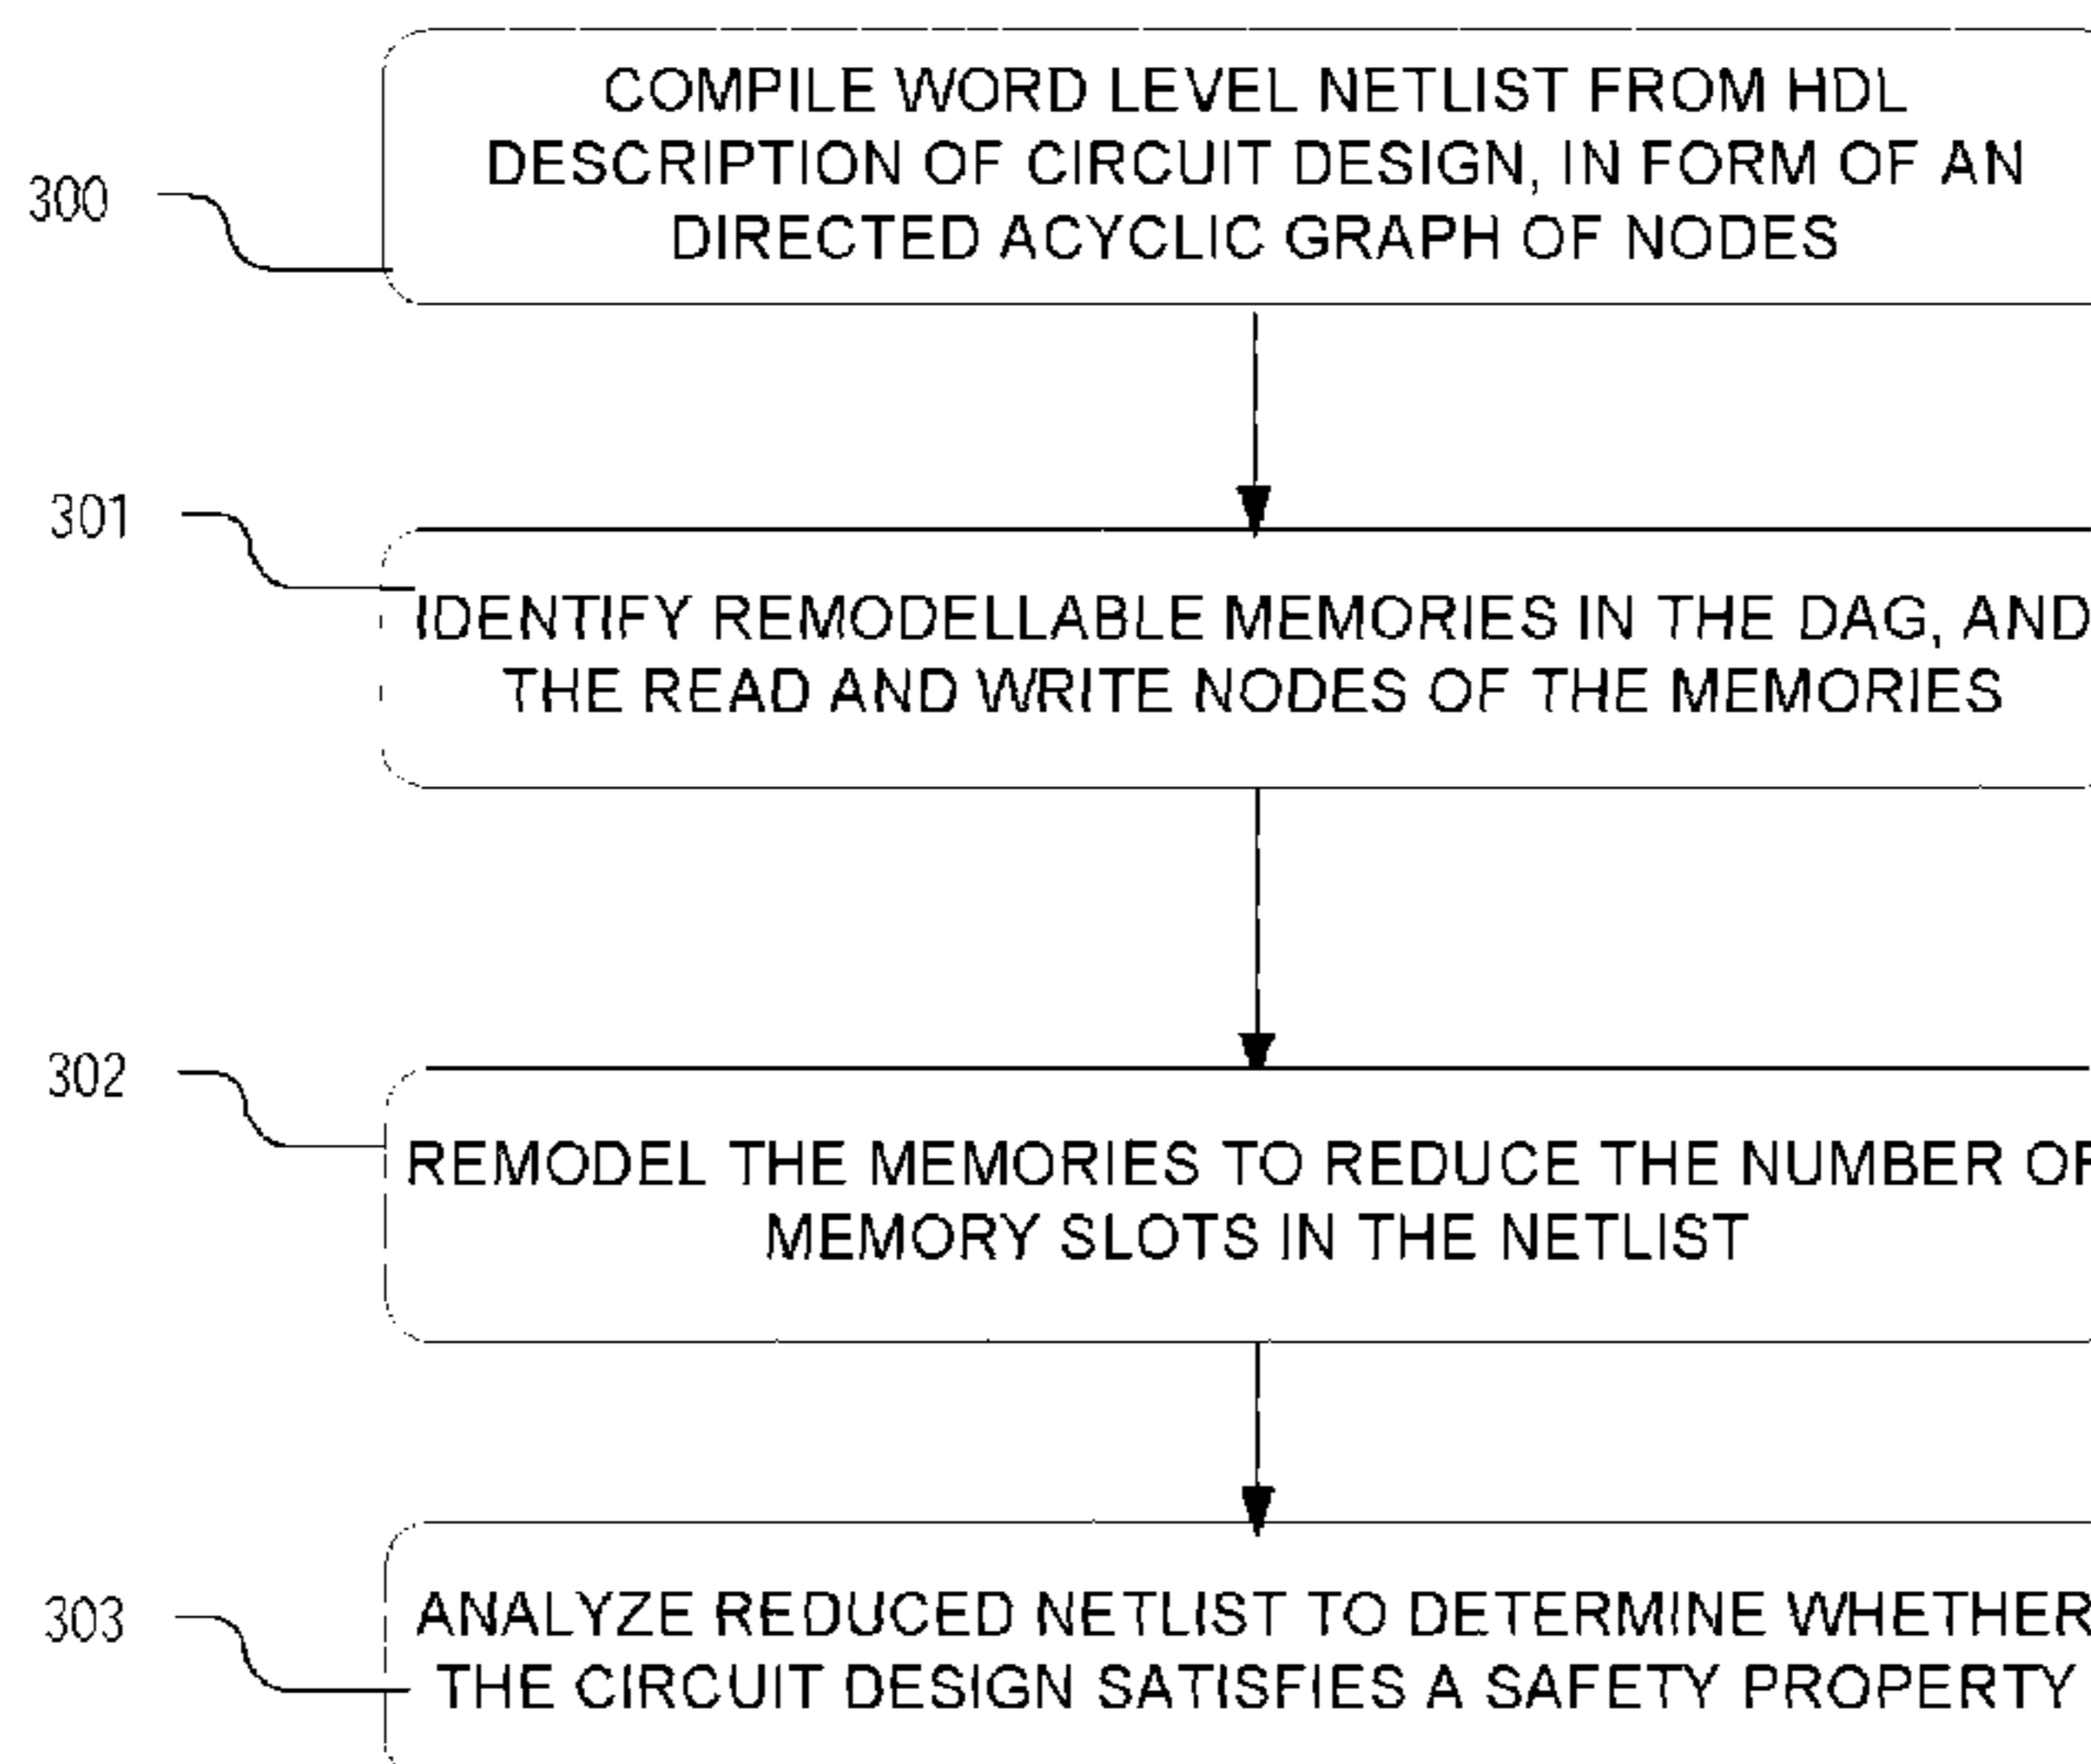 COMPILE WORD LEVEL NETLIST FROM HDL
DESCRIPTION OF CIRCUIT DESIGN, IN FORM OF AN
DIRECTED ACYCLIC GRAPH OF NODES
300
301
IDENTIFY REMODELLABLE MEMORIES IN THE DAG, AND
THE READ AND WRITE NODES OF THE MEMORIES
302
REMODEL THE MEMORIES TO REDUCE THE NUMBER OF
MEMORY SLOTS IN THE NETLIST
303
ANALYZE REDUCED NETLIST TO DETERMINE WHETHER
THE CIRCUIT DESIGN SATISFIES A SAFETY PROPERTY